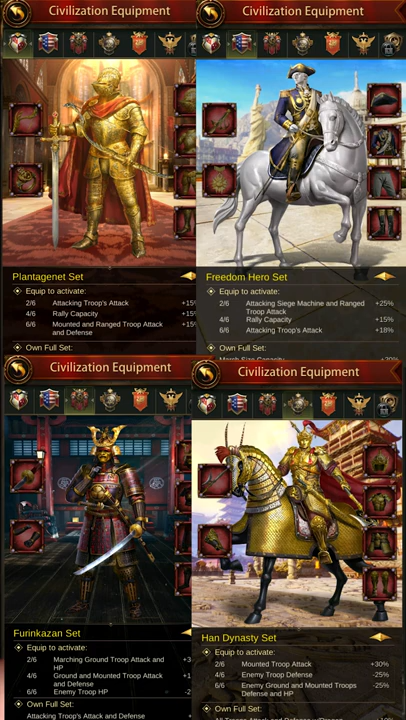 Civilization Equipment
Plantagenet Set
Equip to activate:
2/6 Attacking Troop's Attack +15%
4/6 Rally Capacity +15%
6/6 Mounted and Ranged Troop Attack +15%
and Defense
Own Full Set:
Civilization Equipment
Freedom Hero Set
Equip to activate:
2/6 Attacking Siege Machine and Ranged +25%
Troop Attack
4/6 Rally Capacity +15%
6/6 Attacking Troop's Attack +18%
Own Full Set:
Civilization Equipment
Furinkazan Set
Equip to activate:
2/6 Marching Ground Troop Attack and +3
HP
4/6 Ground and Mounted Troop Attack +1
and Defense
6/6 Enemy Troop HP -2
Own Full Set:
Attacking Troop's Attack and Defense
Civilization Equipment
Han Dynasty Set
Equip to activate:
2/6 Mounted Troop Attack +30%
4/6 Enemy Troop Defense -25%
6/6 Enemy Ground and Mounted Troops -25%
Defense and HP
Own Full Set: